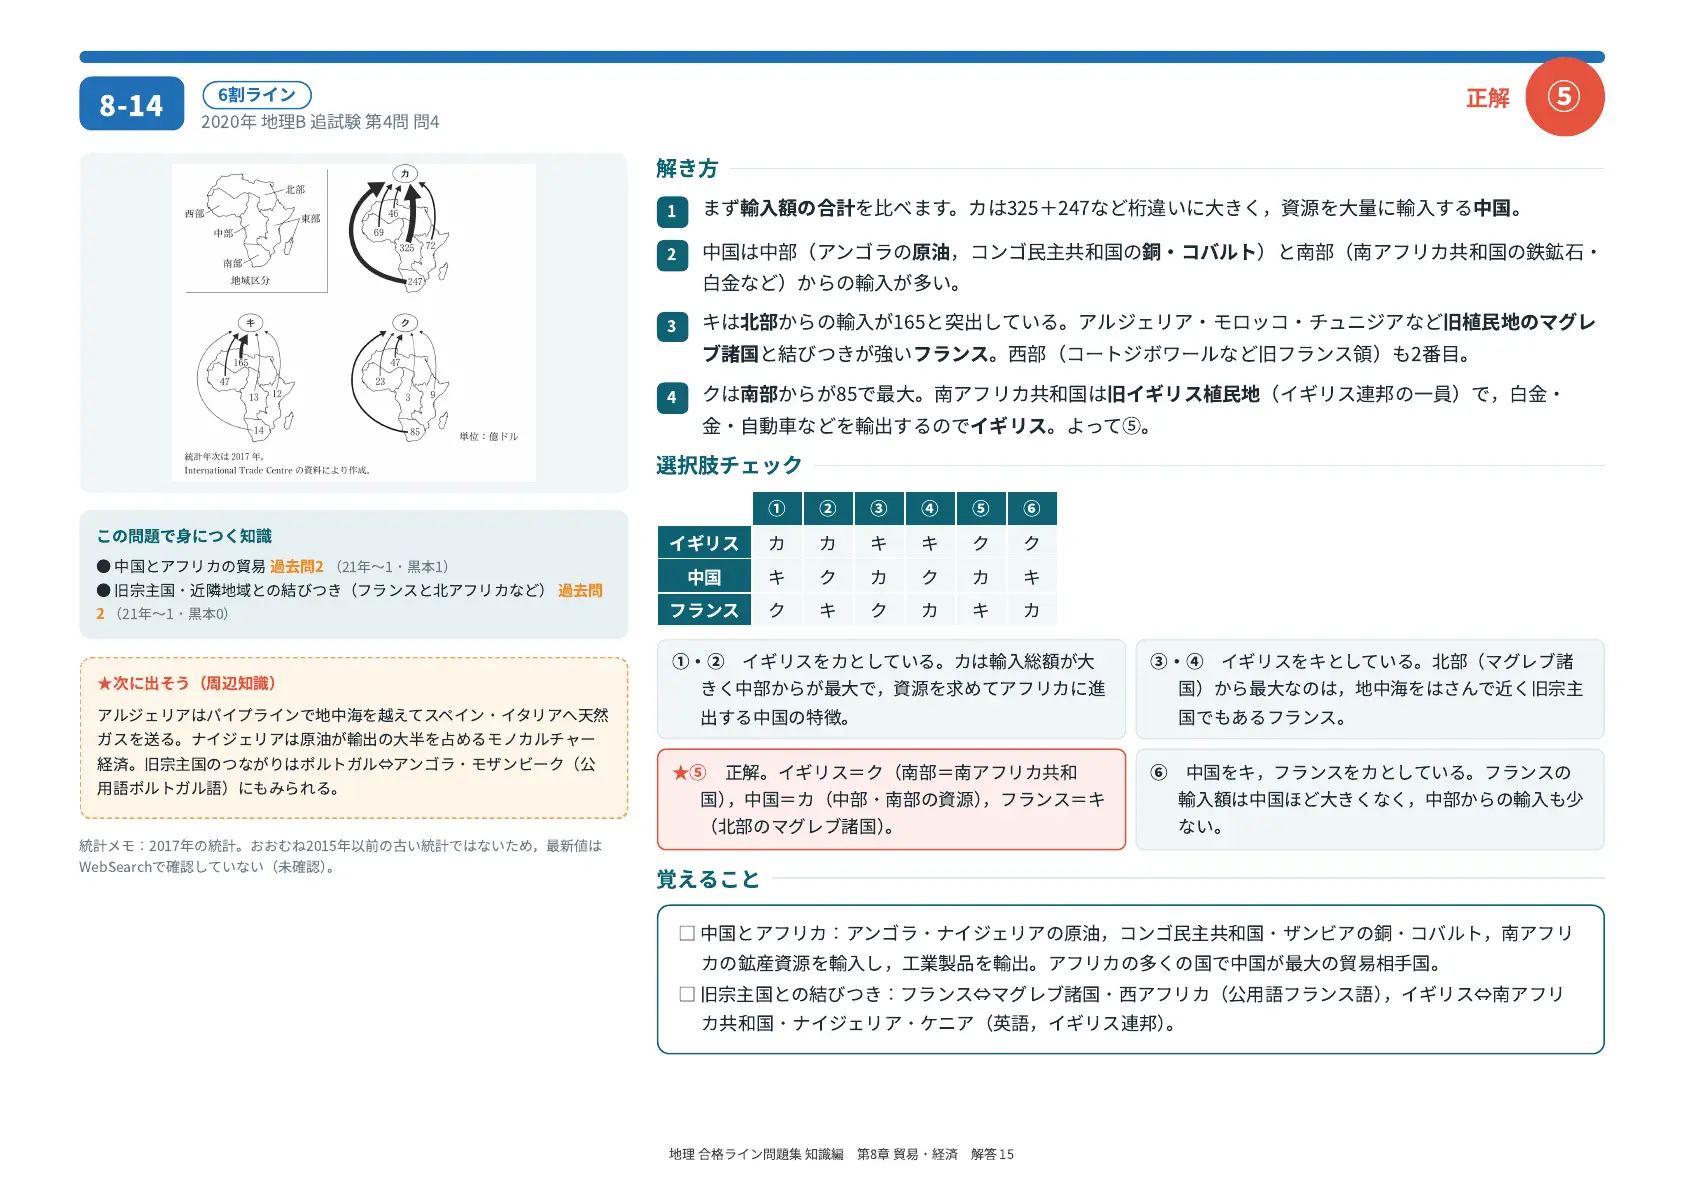 8-14
6割ライン
2020年 地理B 追試験 第4問 問4
正解
⑤
北部
西部
東部
中部
南部
地域区分
カ
46
69
325
72
247
キ
165
47
13
12
14
ク
47
23
3
9
85
単位：億ドル
統計年次は 2017 年。
International Trade Centre の資料により作成。
この問題で身につく知識
●中国とアフリカの貿易 過去問2（21年〜1・黒本1）
●旧宗主国・近隣地域との結びつき（フランスと北アフリカなど） 過去問
2（21年〜1・黒本0）
★次に出そう（周辺知識）
アルジェリアはパイプラインで地中海を越えてスペイン・イタリアへ天然
ガスを送る。ナイジェリアは原油が輸出の大半を占めるモノカルチャー
経済。旧宗主国のつながりはポルトガル⇔アンゴラ・モザンビーク（公
用語ポルトガル語）にもみられる。
統計メモ：2017年の統計。おおむね2015年以前の古い統計ではないため，最新値は
WebSearchで確認していない（未確認）。
解き方
1 まず輸入額の合計を比べます。カは325＋247など桁違いに大きく，資源を大量に輸入する中国。
2 中国は中部（アンゴラの原油，コンゴ民主共和国の銅・コバルト）と南部（南アフリカ共和国の鉄鉱石・
白金など）からの輸入が多い。
3 キは北部からの輸入が165と突出している。アルジェリア・モロッコ・チュニジアなど旧植民地のマグレ
ブ諸国と結びつきが強いフランス。西部（コートジボワールなど旧フランス領）も2番目。
4 クは南部からが85で最大。南アフリカ共和国は旧イギリス植民地（イギリス連邦の一員）で，白金・
金・自動車などを輸出するのでイギリス。よって⑤。
選択肢チェック
① ② ③ ④ ⑤ ⑥
イギリス カ カ キ キ ク ク
中国 キ ク カ ク カ キ
フランス ク キ ク カ キ カ
①・② イギリスをカとしている。カは輸入総額が大
きく中部からが最大で，資源を求めてアフリカに進
出する中国の特徴。
③・④ イギリスをキとしている。北部（マグレブ諸
国）から最大なのは，地中海をはさんで近く旧宗主
国でもあるフランス。
★⑤ 正解。イギリス＝ク（南部＝南アフリカ共和
国），中国＝カ（中部・南部の資源），フランス＝キ
（北部のマグレブ諸国）。
⑥ 中国をキ，フランスをカとしている。フランスの
輸入額は中国ほど大きくなく，中部からの輸入も少
ない。
覚えること
□ 中国とアフリカ：アンゴラ・ナイジェリアの原油，コンゴ民主共和国・ザンビアの銅・コバルト，南アフリ
カの鉱産資源を輸入し，工業製品を輸出。アフリカの多くの国で中国が最大の貿易相手国。
□ 旧宗主国との結びつき：フランス⇔マグレブ諸国・西アフリカ（公用語フランス語），イギリス⇔南アフリ
カ共和国・ナイジェリア・ケニア（英語，イギリス連邦）。
地理 合格ライン問題集 知識編 第8章 貿易・経済 解答15